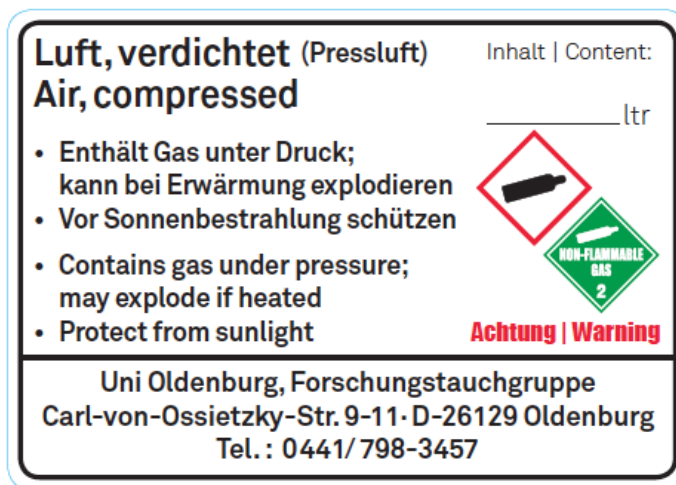 Luft, verdichtet (Pressluft)
Air, compressed
Inhalt | Content:
________ltr
• Enthält Gas unter Druck;
kann bei Erwärmung explodieren
• Vor Sonnenbestrahlung schützen
• Contains gas under pressure;
may explode if heated
• Protect from sunlight
NON-FLAMMABLE
GAS
2
Achtung | Warning
Uni Oldenburg, Forschungstauchgruppe
Carl-von-Ossietzky-Str. 9-11 · D-26129 Oldenburg
Tel.: 0441/ 798-3457